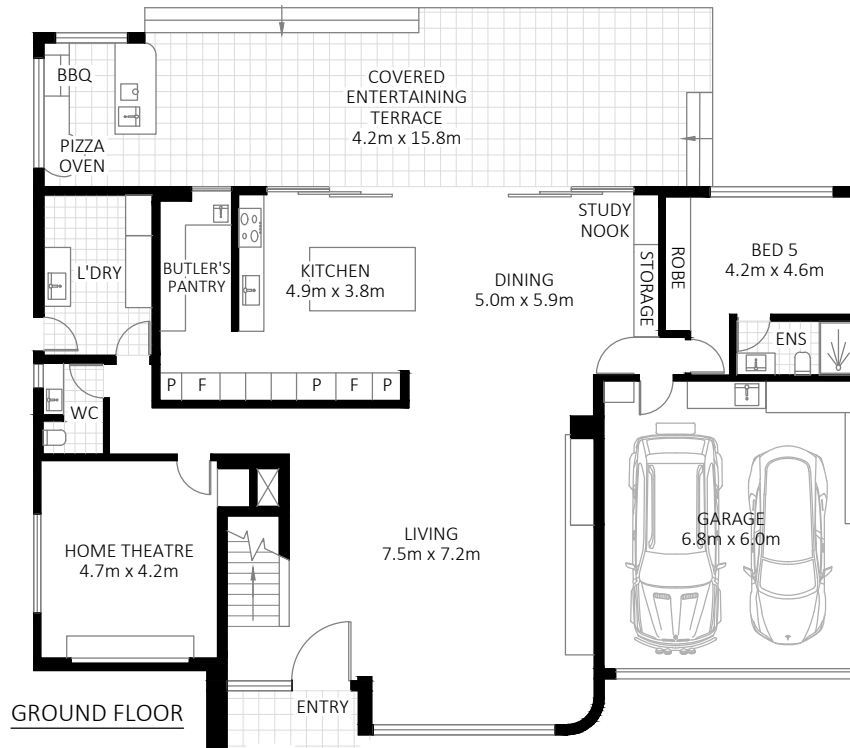 BBQ
PIZZA
OVEN
COVERED
ENTERTAINING
TERRACE
4.2m x 15.8m
L'DRY
BUTLER'S
PANTRY
KITCHEN
4.9m x 3.8m
DINING
5.0m x 5.9m
STUDY
NOOK
STORAGE
ROBE
BED 5
4.2m x 4.6m
ENS
P F P F P
WC
HOME THEATRE
4.7m x 4.2m
LIVING
7.5m x 7.2m
GARAGE
6.8m x 6.0m
ENTRY
GROUND FLOOR